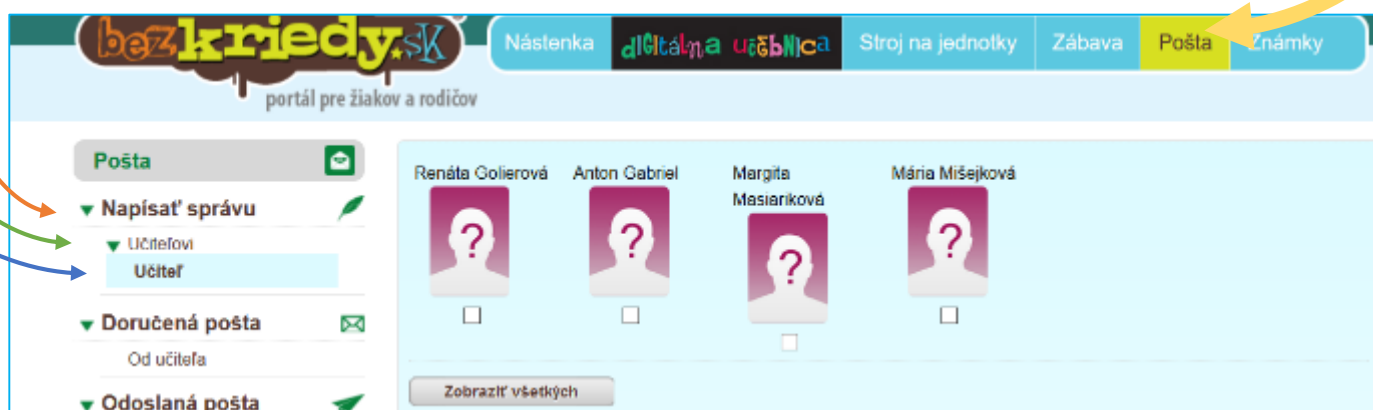 bezkriedy.sk
Nástenka digitálna učebnica Stroj na jednotky Zábava Pošta Známky
portál pre žiakov a rodičov
Pošta
Napísať správu
Učiteľovi
Učiteľ
Doručená pošta
Od učiteľa
Odoslaná pošta
Renáta Golierová
Anton Gabriel
Margita
Masiariková
Mária Mišejková
?
?
?
?
Zobraziť všetkých